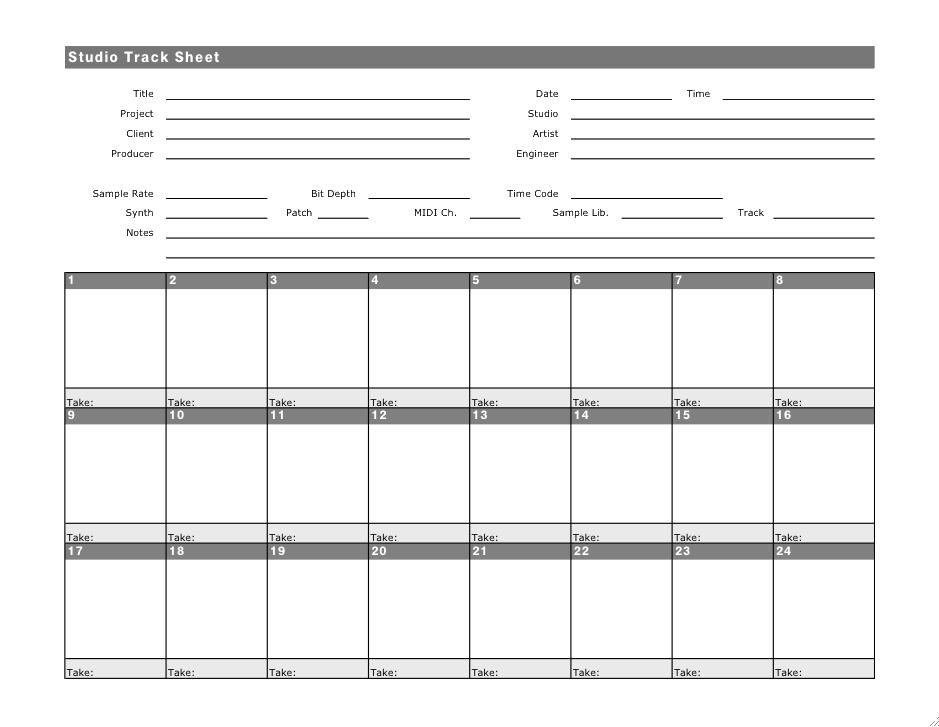 Studio Track Sheet
Title Date Time
Project Studio
Client Artist
Producer Engineer
Sample Rate Bit Depth Time Code
Synth Patch MIDI Ch. Sample Lib. Track
Notes
1 2 3 4 5 6 7 8
Take: Take: Take: Take: Take: Take: Take: Take:
9 10 11 12 13 14 15 16
Take: Take: Take: Take: Take: Take: Take: Take:
17 18 19 20 21 22 23 24
Take: Take: Take: Take: Take: Take: Take: Take: